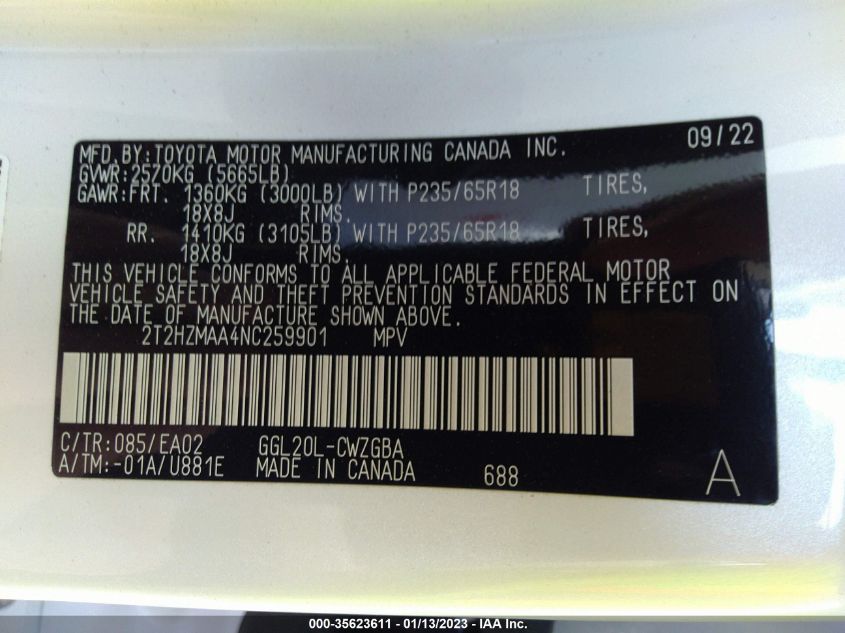 MFD.BY:TOYOTA MOTOR MANUFACTURING CANADA INC. 09/22
GVWR:2570KG (5665LB)
GAWR:FRT. 1360KG (3000LB) WITH P235/65R18 TIRES,
18X8J RIMS.
RR. 1410KG (3105LB) WITH P235/65R18 TIRES,
18X8J RIMS.
THIS VEHICLE CONFORMS TO ALL APPLICABLE FEDERAL MOTOR
VEHICLE SAFETY AND THEFT PREVENTION STANDARDS IN EFFECT ON
THE DATE OF MANUFACTURE SHOWN ABOVE.
2T2HZMAA4NC259901 MPV
C/TR:085/EA02 GGL20L-CWZGBA
A/TM:-01A/U881E MADE IN CANADA 688 A
000-35623611 - 01/13/2023 - IAA Inc.